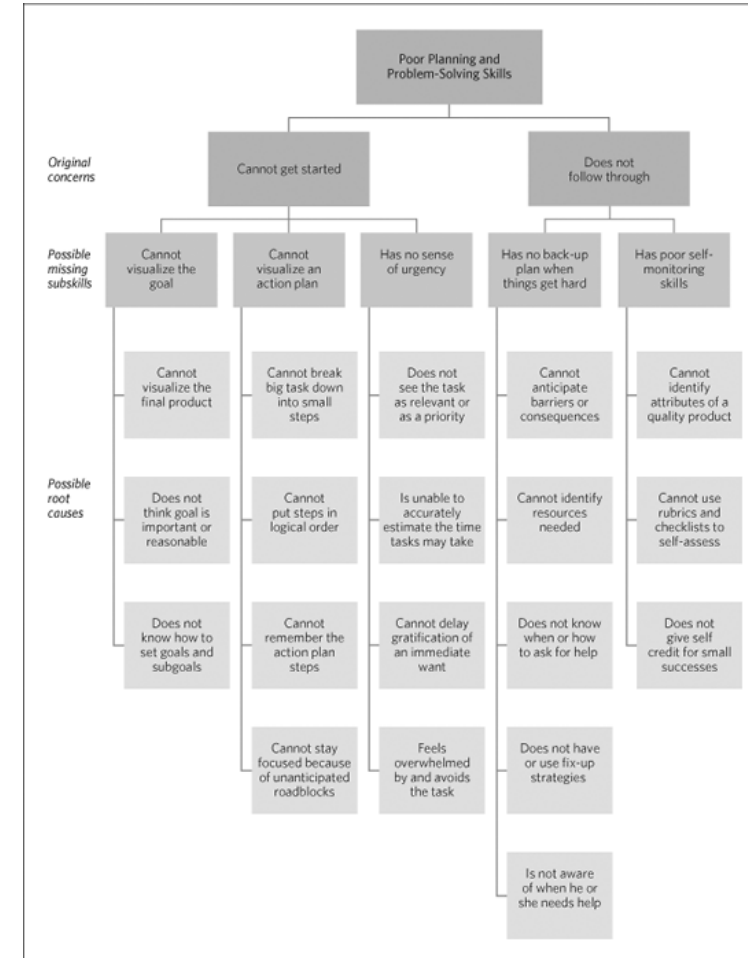 Poor Planning and
Problem-Solving Skills
Original
concerns
Cannot get started
Does not
follow through
Possible
missing
subskills
Cannot
visualize the
goal
Cannot
visualize an
action plan
Has no sense
of urgency
Has no back-up
plan when
things get hard
Has poor self-
monitoring
skills
Possible
root
causes
Cannot
visualize the
final product
Does not
think goal is
important or
reasonable
Does not
know how to
set goals and
subgoals
Cannot break
big task down
into small
steps
Cannot
put steps in
logical order
Cannot
remember the
action plan
steps
Cannot stay
focused because
of unanticipated
roadblocks
Does not
see the task
as relevant or
as a priority
Is unable to
accurately
estimate the time
tasks may take
Cannot delay
gratification of
an immediate
want
Feels
overwhelmed
by and avoids
the task
Cannot
anticipate
barriers or
consequences
Cannot identify
resources
needed
Does not know
when or how
to ask for help
Does not have
or use fix-up
strategies
Is not aware
of when he or
she needs help
Cannot
identify
attributes of a
quality product
Cannot use
rubrics and
checklists to
self-assess
Does not
give self
credit for small
successes